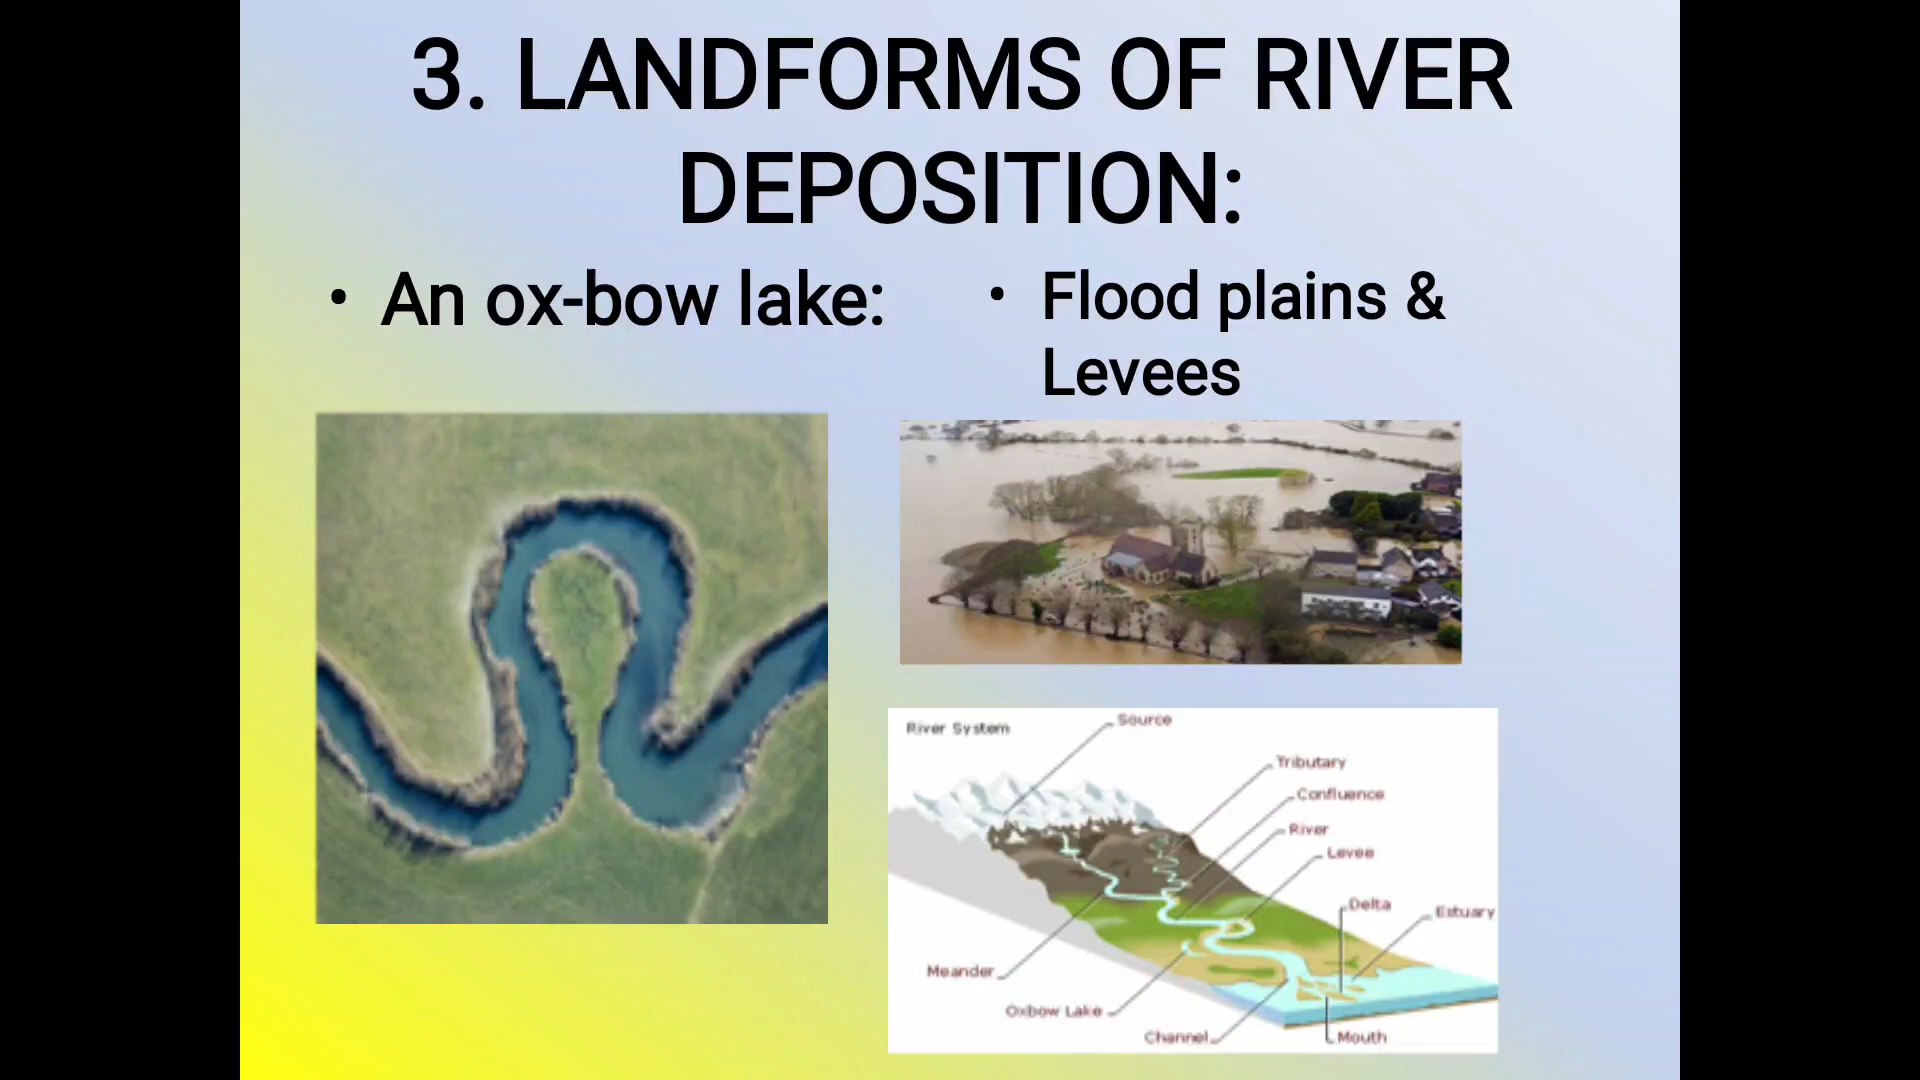 3. LANDFORMS OF RIVER
DEPOSITION:
• An ox-bow lake:
• Flood plains &
Levees
River System
Source
Tributary
Confluence
River
Levee
Delta
Estuary
Meander
Oxbow Lake
Channel
Mouth